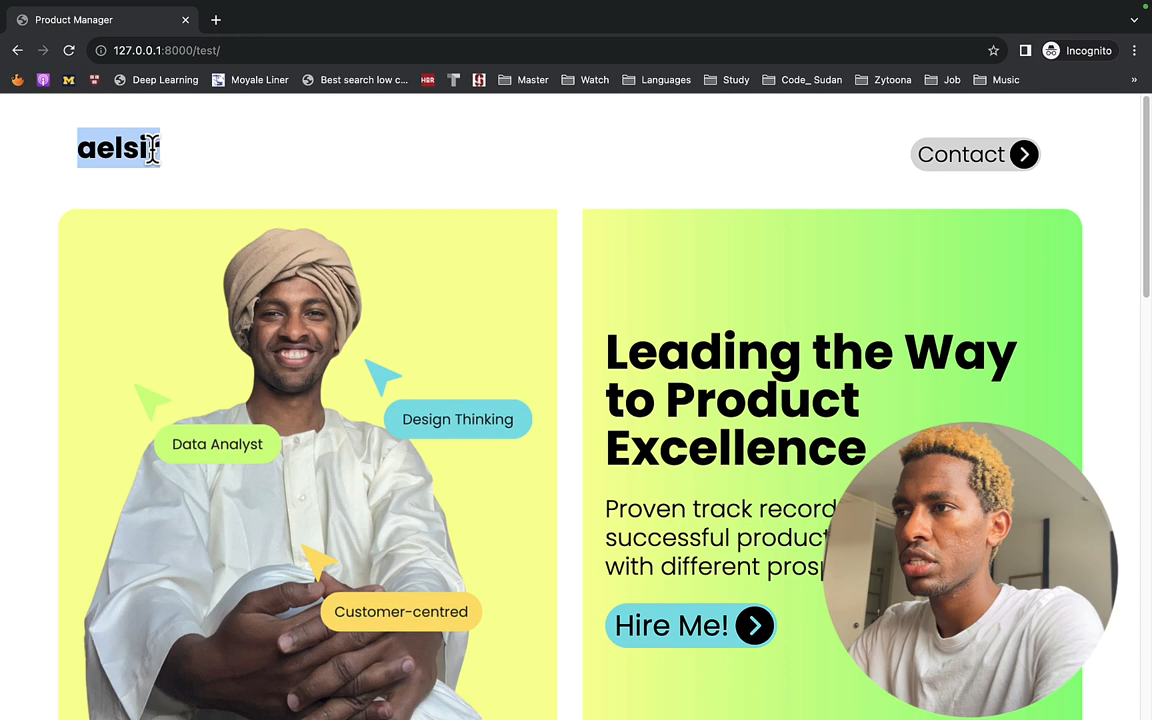 Product Manager
127.0.0.1:8000/test/
Incognito
Deep Learning
Moyale Liner
Best search low c...
HBR
Master
Watch
Languages
Study
Code_ Sudan
Zytoona
Job
Music
»
aelsir
Contact
Design Thinking
Data Analyst
Customer-centred
Leading the Way
to Product
Excellence
Proven track record
successful product
with different
Hire Me!